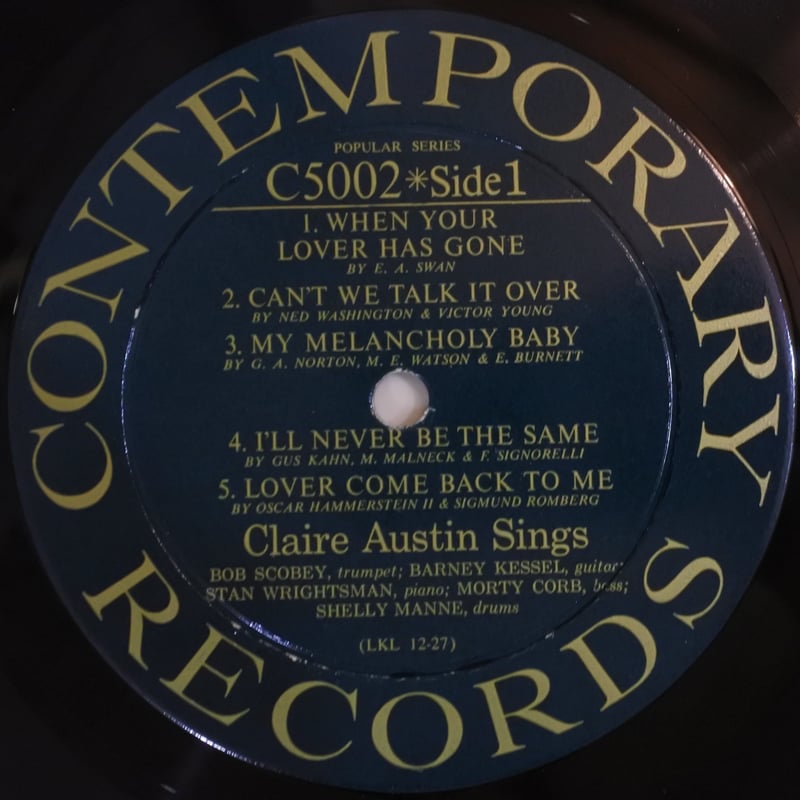 CONTEMPORARY
POPULAR SERIES
C5002*Side 1
1. WHEN YOUR
LOVER HAS GONE
BY E. A. SWAN
2. CAN'T WE TALK IT OVER
BY NED WASHINGTON & VICTOR YOUNG
3. MY MELANCHOLY BABY
BY G. A. NORTON, M. E. WATSON & E. BURNETT
4. I'LL NEVER BE THE SAME
BY GUS KAHN, M. MALNECK & F. SIGNORELLI
5. LOVER COME BACK TO ME
BY OSCAR HAMMERSTEIN II & SIGMUND ROMBERG
Claire Austin Sings
BOB SCOBEY, trumpet; BARNEY KESSEL, guitar;
STAN WRIGHTSMAN, piano; MORTY CORB, bass;
SHELLY MANNE, drums
(LKL 12-27)
RECORDS